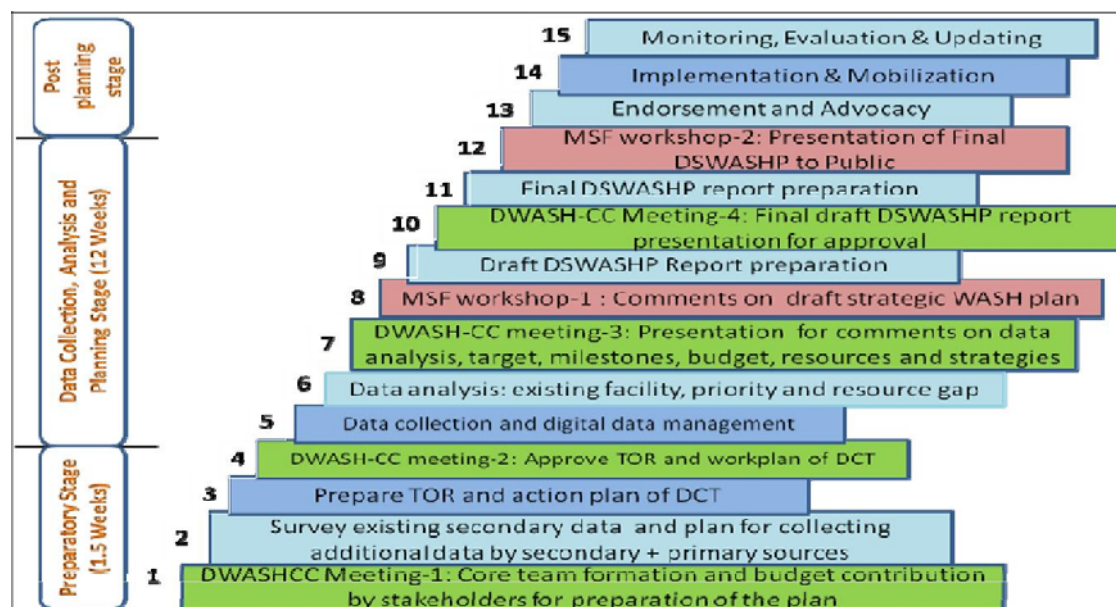 Post
planning
stage
15
Monitoring, Evaluation & Updating
14
Implementation & Mobilization
13
Endorsement and Advocacy
Data Collection, Analysis and
Planning Stage (12 Weeks)
12
MSF workshop-2: Presentation of Final
DSWASHP to Public
11
Final DSWASHP report preparation
10
DWASH-CC Meeting-4: Final draft DSWASHP report
presentation for approval
9
Draft DSWASHP Report preparation
8
MSF workshop-1 : Comments on draft strategic WASH plan
7
DWASH-CC meeting-3: Presentation for comments on data
analysis, target, milestones, budget, resources and strategies
6
Data analysis: existing facility, priority and resource gap
5
Data collection and digital data management
Preparatory Stage
(1.5 Weeks)
4
DWASH-CC meeting-2: Approve TOR and workplan of DCT
3
Prepare TOR and action plan of DCT
2
Survey existing secondary data and plan for collecting
additional data by secondary + primary sources
1
DWASHCC Meeting-1: Core team formation and budget contribution
by stakeholders for preparation of the plan